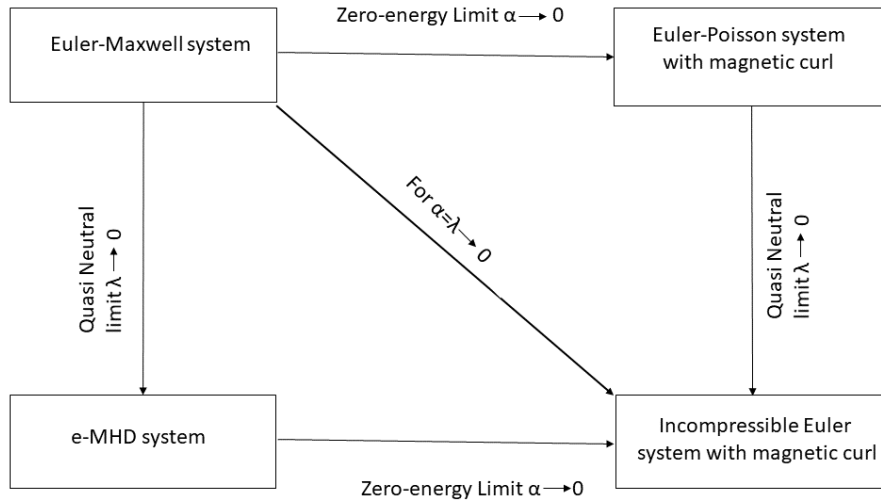 Zero-energy Limit α → 0
Euler-Maxwell system
Euler-Poisson system
with magnetic curl
Quasi Neutral
limit λ → 0
For α=λ → 0
Quasi Neutral
limit λ → 0
e-MHD system
Incompressible Euler
system with magnetic curl
Zero-energy Limit α → 0